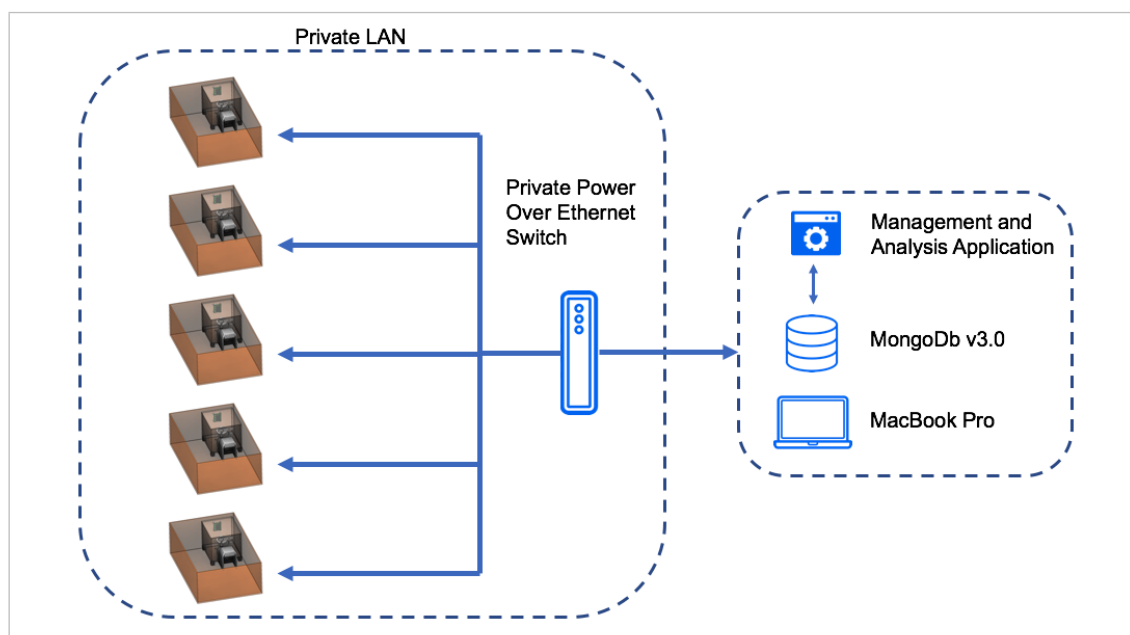 Private LAN
Private Power
Over Ethernet
Switch
Management and
Analysis Application
MongoDb v3.0
MacBook Pro